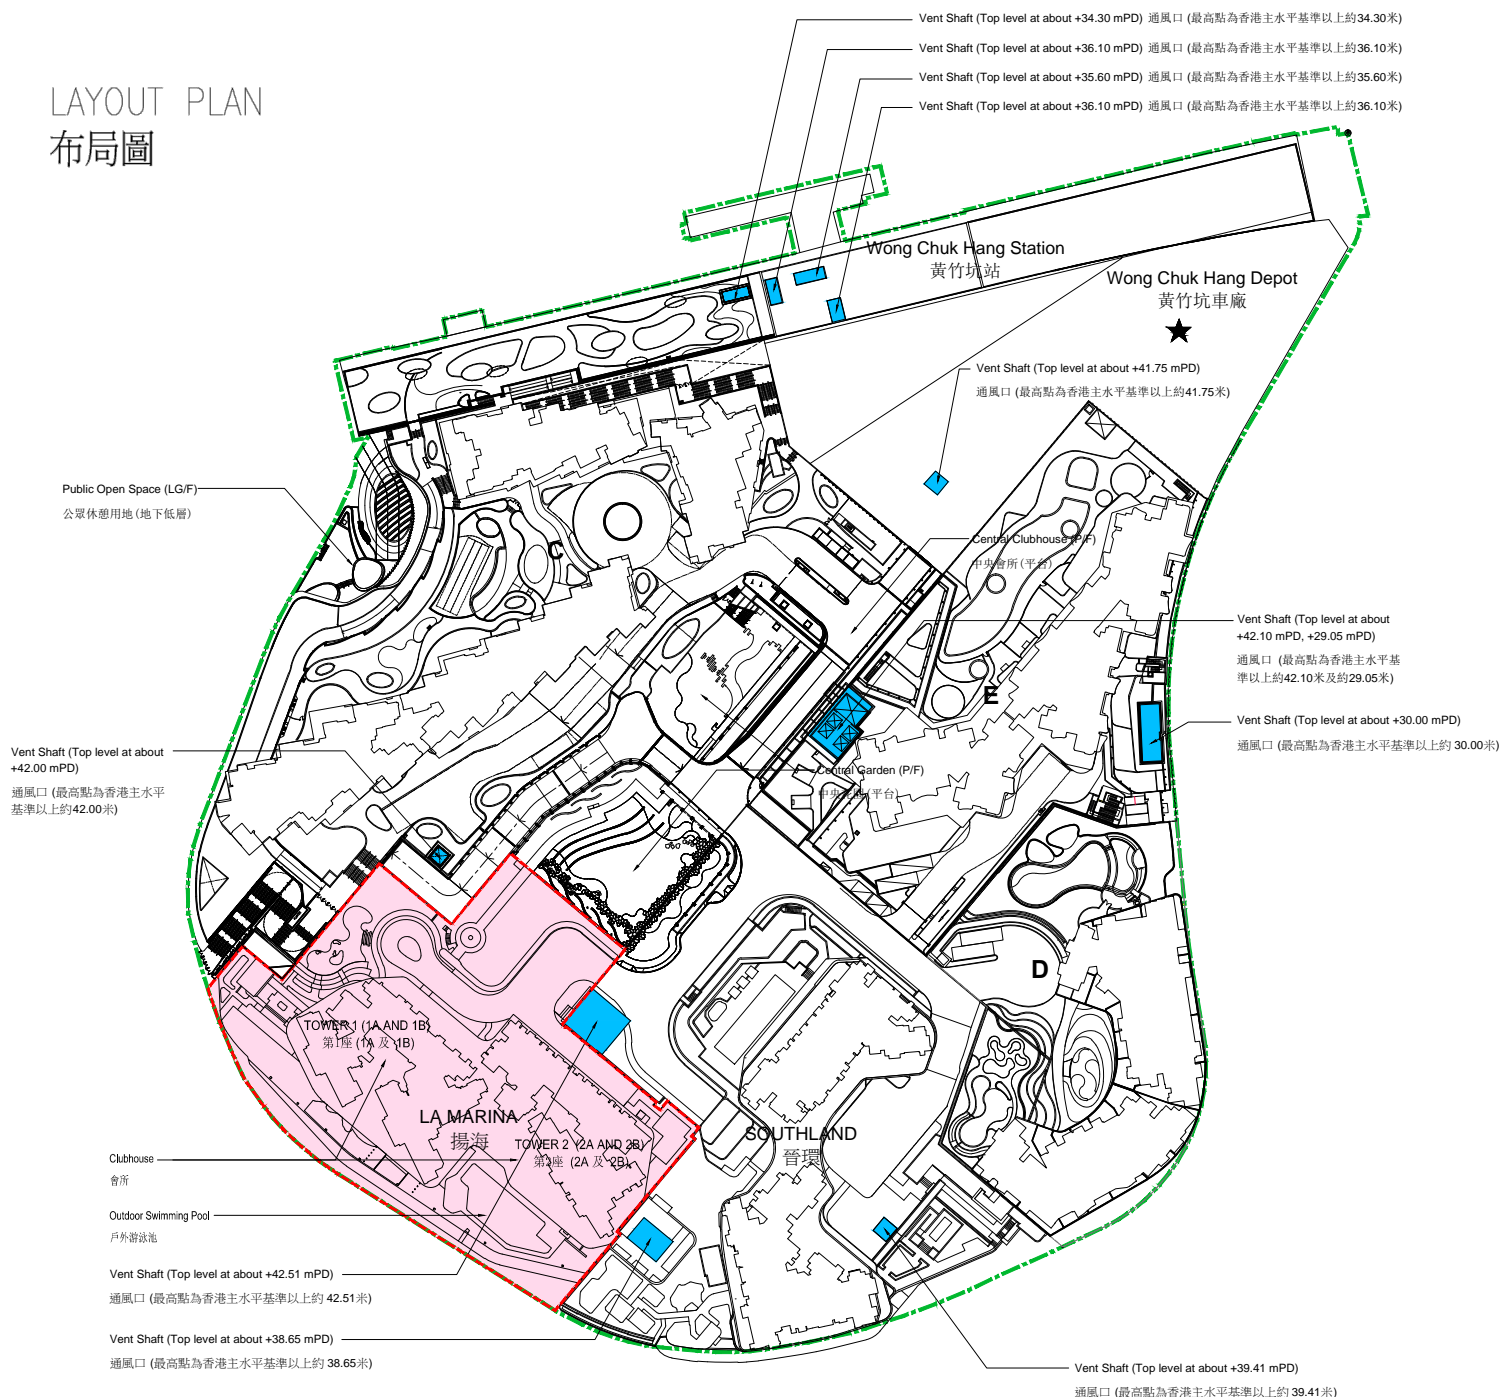 LAYOUT PLAN
布局圖
Vent Shaft (Top level at about +34.30 mPD) 通風口 (最高點為香港主水平基準以上約34.30米)
Vent Shaft (Top level at about +36.10 mPD) 通風口 (最高點為香港主水平基準以上約36.10米)
Vent Shaft (Top level at about +35.60 mPD) 通風口 (最高點為香港主水平基準以上約35.60米)
Vent Shaft (Top level at about +36.10 mPD) 通風口 (最高點為香港主水平基準以上約36.10米)
Wong Chuk Hang Station
黃竹坑站
Wong Chuk Hang Depot
黃竹坑車廠
Vent Shaft (Top level at about +41.75 mPD)
通風口 (最高點為香港主水平基準以上約41.75米)
Public Open Space (LG/F)
公眾休憩用地 (地下低層)
C
Central Clubhouse (P/F)
中央會所 (平台)
Vent Shaft (Top level at about
+42.10 mPD, +29.05 mPD)
通風口 (最高點為香港主水平基
準以上約42.10米及約29.05米)
E
Vent Shaft (Top level at about +30.00 mPD)
通風口 (最高點為香港主水平基準以上約 30.00米)
Vent Shaft (Top level at about
+42.00 mPD)
通風口 (最高點為香港主水平
基準以上約42.00米)
Central Garden (P/F)
中央花園 (平台)
D
TOWER 1 (1A AND 1B)
第1座 (1A 及 1B)
LA MARINA
揚海
TOWER 2 (2A AND 2B)
第2座 (2A 及 2B)
SOUTHLAND
晉環
Clubhouse
會所
Outdoor Swimming Pool
戶外游泳池
Vent Shaft (Top level at about +42.51 mPD)
通風口 (最高點為香港主水平基準以上約 42.51米)
Vent Shaft (Top level at about +38.65 mPD)
通風口 (最高點為香港主水平基準以上約 38.65米)
Vent Shaft (Top level at about +39.41 mPD)
通風口 (最高點為香港主水平基準以上約 39.41米)